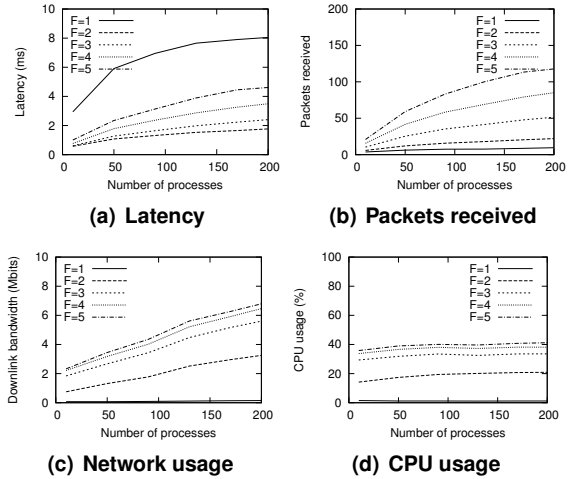 10
8
6
4
2
0
0
50
100
150
200
Latency (ms)
Number of processes
F=1
F=2
F=3
F=4
F=5
(a) Latency
200
150
100
50
0
0
50
100
150
200
Packets received
Number of processes
F=1
F=2
F=3
F=4
F=5
(b) Packets received
10
8
6
4
2
0
0
50
100
150
200
Downlink bandwidth (Mbits)
Number of processes
F=1
F=2
F=3
F=4
F=5
(c) Network usage
100
80
60
40
20
0
0
50
100
150
200
CPU usage (%)
Number of processes
F=1
F=2
F=3
F=4
F=5
(d) CPU usage